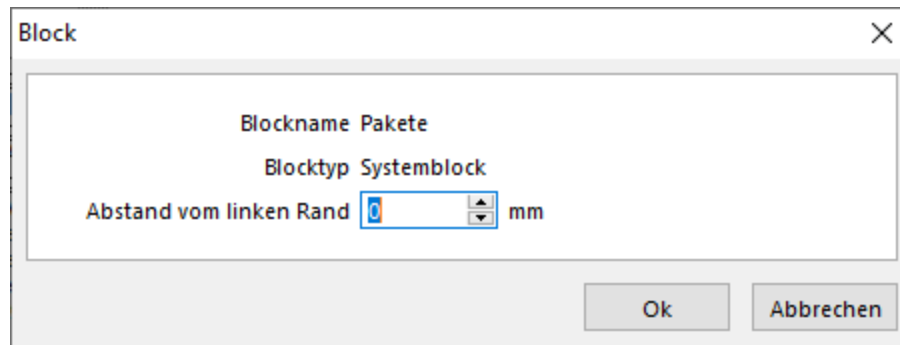 Block
Blockname Pakete
Blocktyp Systemblock
Abstand vom linken Rand 0 mm
Ok Abbrechen